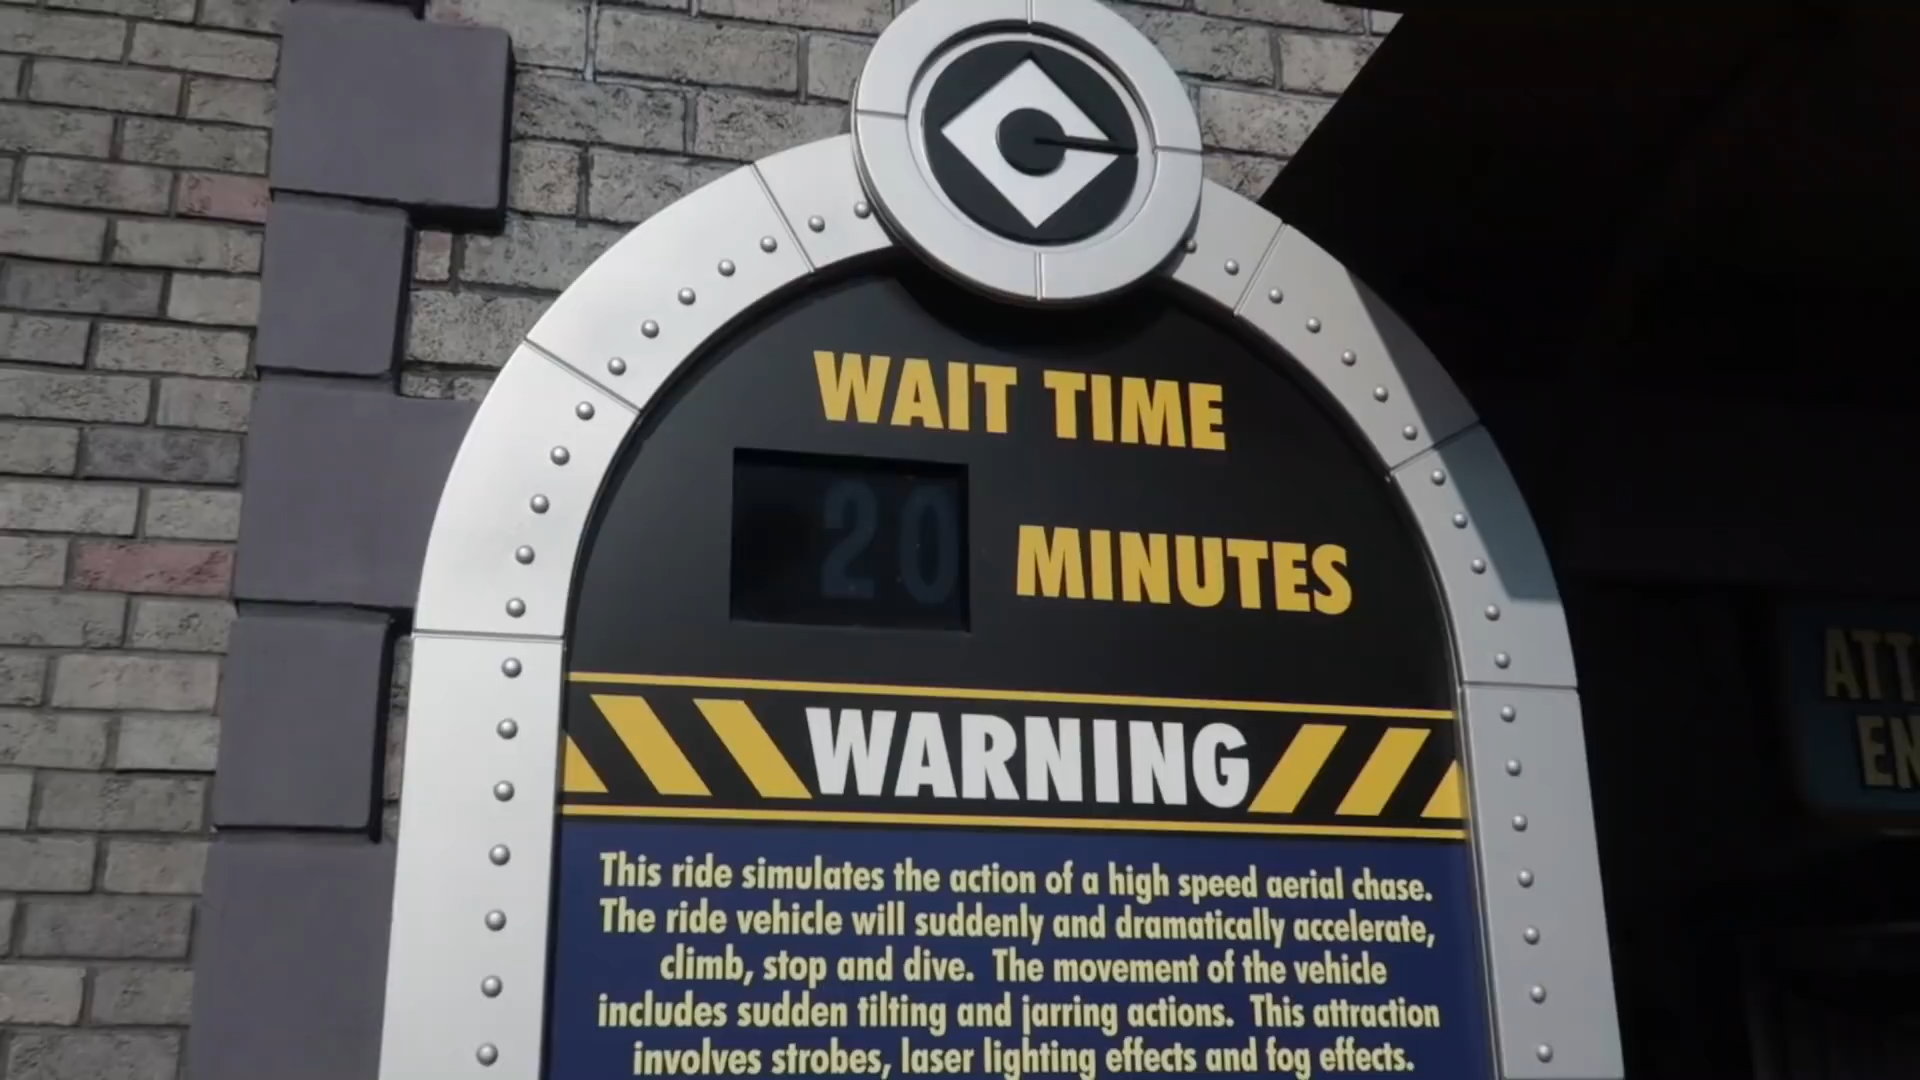 WAIT TIME
20 MINUTES
WARNING
This ride simulates the action of a high speed aerial chase.
The ride vehicle will suddenly and dramatically accelerate,
climb, stop and dive. The movement of the vehicle
includes sudden tilting and jarring actions. This attraction
involves strobes, laser lighting effects and fog effects.